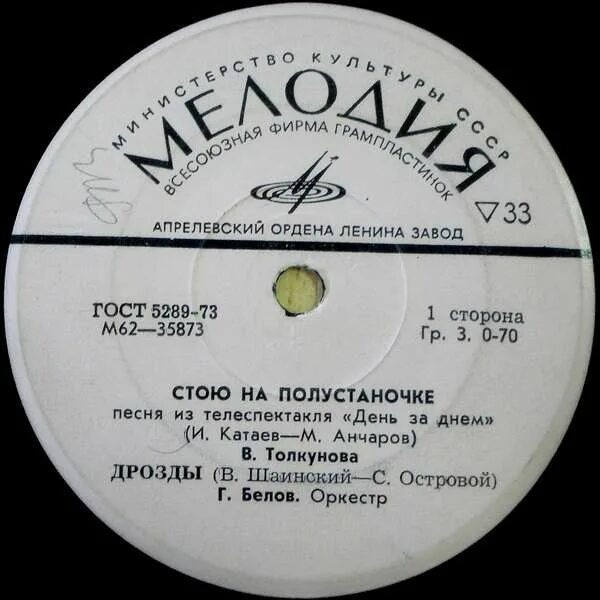 МИНИСТЕРСТВО КУЛЬТУРЫ СССР
МЕЛОДИЯ
ВСЕСОЮЗНАЯ ФИРМА ГРАМПЛАСТИНОК
▽33
АПРЕЛЕВСКИЙ ОРДЕНА ЛЕНИНА ЗАВОД
ГОСТ 5289-73
М62—35873
1 сторона
Гр. 3. 0-70
СТОЮ НА ПОЛУСТАНОЧКЕ
песня из телеспектакля «День за днем»
(И. Катаев—М. Анчаров)
В. Толкунова
ДРОЗДЫ (В. Шаинский—С. Островой)
Г. Белов. Оркестр